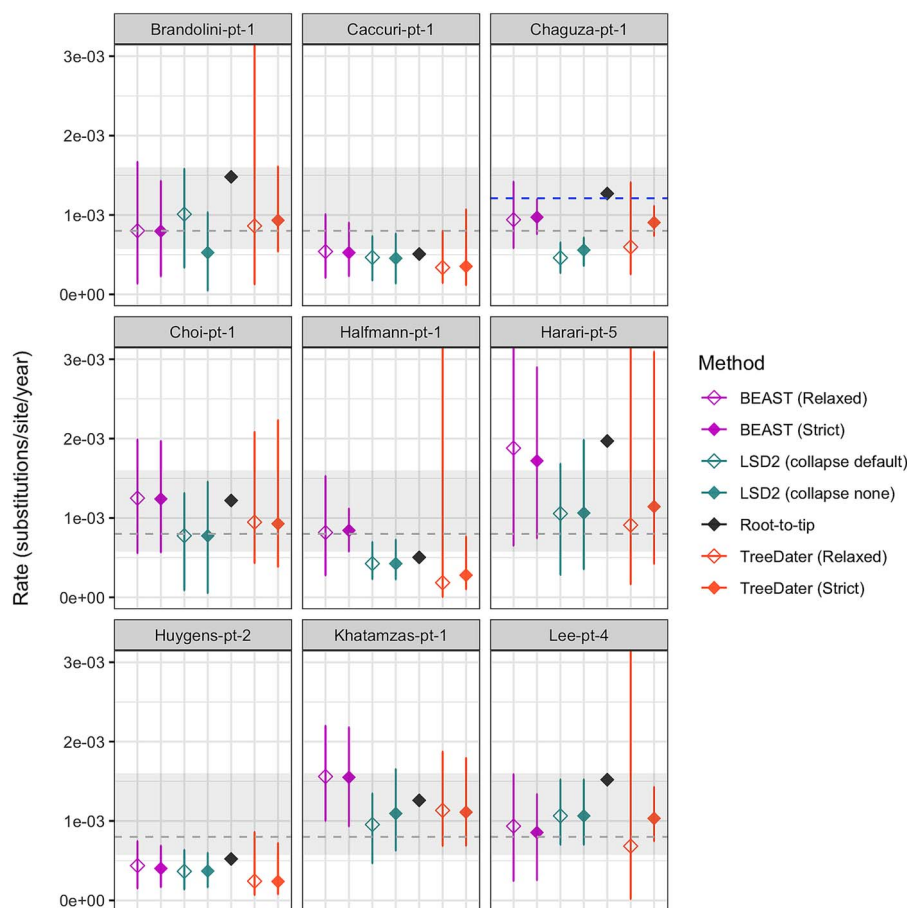 Brandolini-pt-1 Caccuri-pt-1 Chaguza-pt-1
3e-03
2e-03
1e-03
0e+00
Choi-pt-1 Halfmann-pt-1 Harari-pt-5
3e-03
2e-03
1e-03
0e+00
Huygens-pt-2 Khatamzas-pt-1 Lee-pt-4
3e-03
2e-03
1e-03
0e+00
Rate (substitutions/site/year)
Method
BEAST (Relaxed)
BEAST (Strict)
LSD2 (collapse default)
LSD2 (collapse none)
Root-to-tip
TreeDater (Relaxed)
TreeDater (Strict)